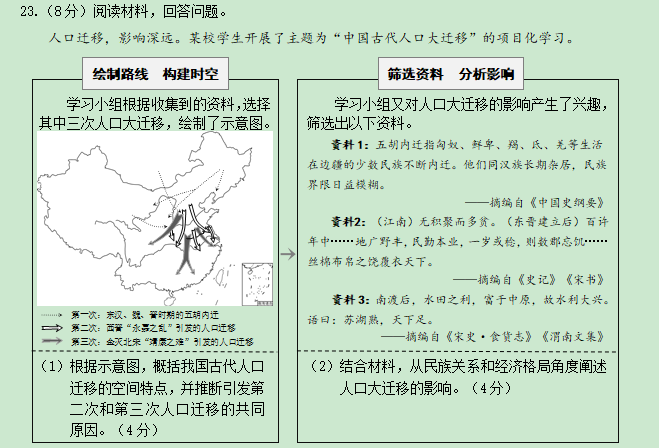 23.（8分）阅读材料，回答问题。
人口迁移，影响深远。某校学生开展了主题为“中国古代人口大迁移”的项目化学习。
绘制路线 构建时空
学习小组根据收集到的资料，选择
其中三次人口大迁移，绘制了示意图。
第一次：东汉、魏、晋时期的五胡内迁
第二次：西晋“永嘉之乱”引发的人口迁移
第三次：金灭北宋“靖康之难”引发的人口迁移
（1）根据示意图，概括我国古代人口
迁移的空间特点，并推断引发第
二次和第三次人口迁移的共同
原因。（4分）
筛选资料 分析影响
学习小组又对人口大迁移的影响产生了兴趣，
筛选出以下资料。
资料1：五胡内迁指匈奴、鲜卑、羯、氐、羌等生活
在边疆的少数民族不断内迁。他们同汉族长期杂居，民族
界限日益模糊。
——摘编自《中国史纲要》
资料2：（江南）无积聚而多贫。（东晋建立后）百许
年中……地广野丰，民勤本业，一岁或稔，则数郡忘饥……
丝棉布帛之饶覆衣天下。
——摘编自《史记》《宋书》
资料3：南渡后，水田之利，富于中原，故水利大兴。
语曰：苏湖熟，天下足。
——摘编自《宋史·食货志》《渭南文集》
（2）结合材料，从民族关系和经济格局角度阐述
人口大迁移的影响。（4分）